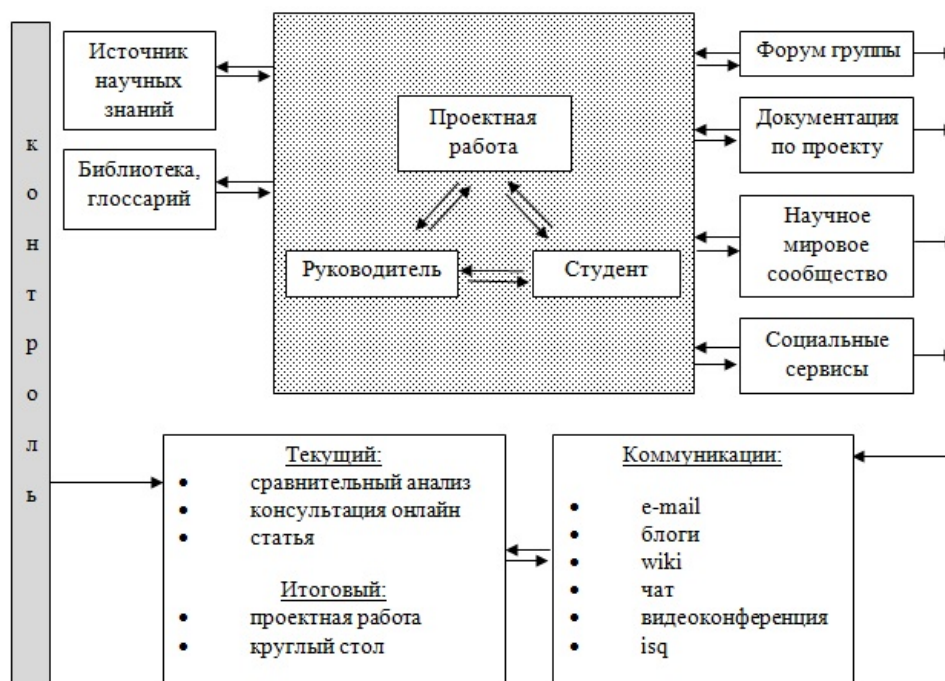 контроль
Источник
научных
знаний
Библиотека,
глоссарий
Проектная
работа
Руководитель
Студент
Форум группы
Документация
по проекту
Научное
мировое
сообщество
Социальные
сервисы
Текущий:
• сравнительный анализ
• консультация онлайн
• статья
Итоговый:
• проектная работа
• круглый стол
Коммуникации:
• e-mail
• блоги
• wiki
• чат
• видеоконференция
• isq